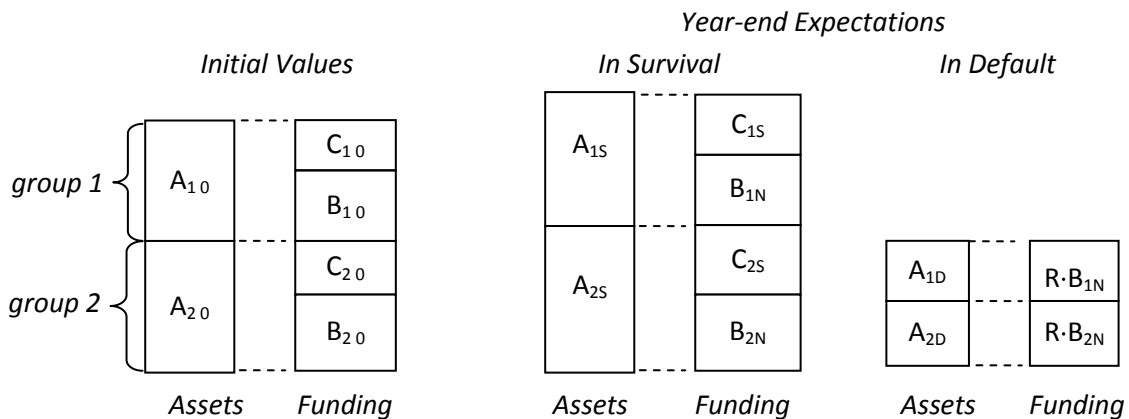 Year-end Expectations
Initial Values In Survival In Default
group 1
group 2
A1 0
A2 0
C1 0
B1 0
C2 0
B2 0
A1S
A2S
C1S
B1N
C2S
B2N
A1D
A2D
R·B1N
R·B2N
Assets Funding Assets Funding Assets Funding